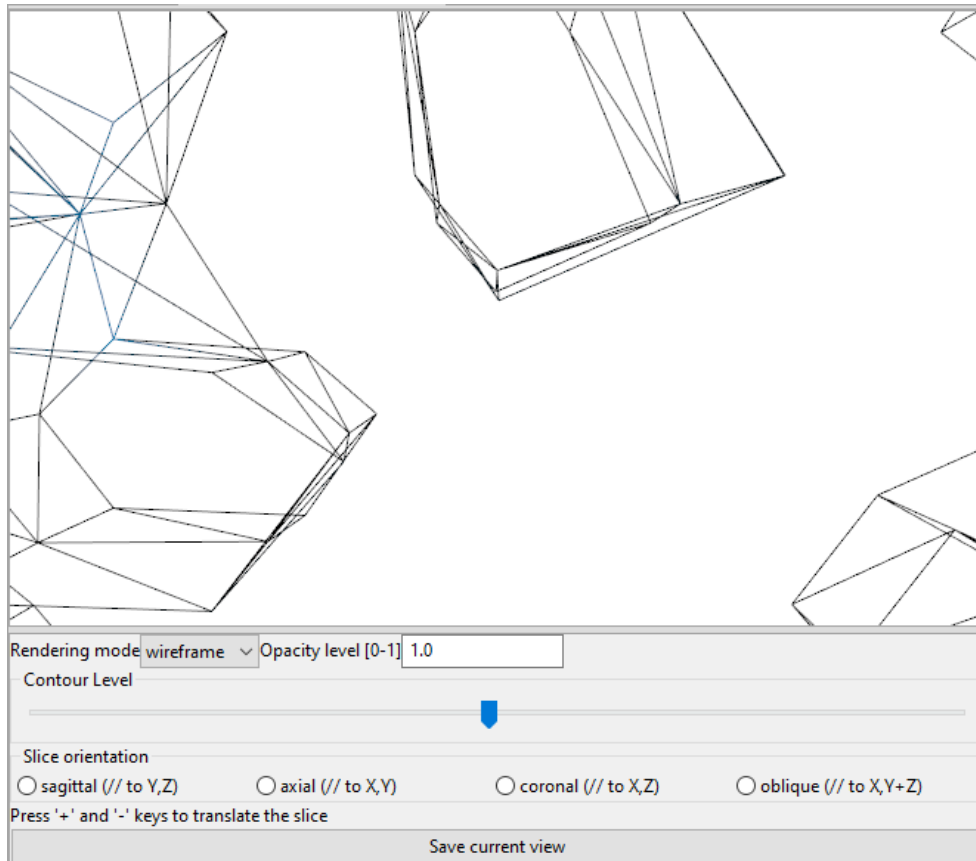 Rendering mode wireframe Opacity level [0-1] 1.0
Contour Level
Slice orientation
sagittal (// to Y,Z) axial (// to X,Y) coronal (// to X,Z) oblique (// to X,Y+Z)
Press '+' and '-' keys to translate the slice
Save current view